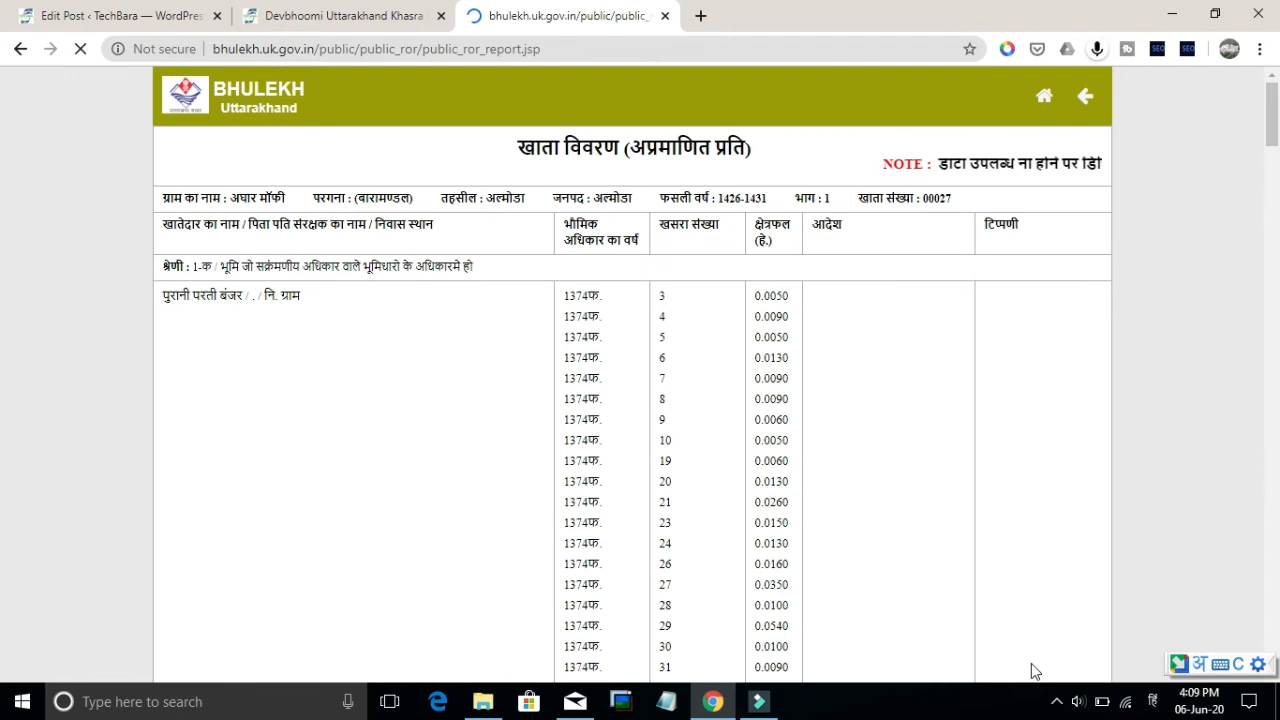 Edit Post ‹ TechBara — WordPres
Devbhoomi Uttarakhand Khasra
bhulekh.uk.gov.in/public/public_
Not secure
bhulekh.uk.gov.in/public/public_ror/public_ror_report.jsp
BHULEKH
Uttarakhand
खाता विवरण (अप्रमाणित प्रति)
NOTE : डाटा उपलब्ध ना होने पर डि
ग्राम का नाम : अघार मॉफी परगना : (बारामण्डल) तहसील : अल्मोडा जनपद : अल्मोडा फसली वर्ष : 1426-1431 भाग : 1 खाता संख्या : 00027
खातेदार का नाम / पिता पति संरक्षक का नाम / निवास स्थान
भौमिक अधिकार का वर्ष
खसरा संख्या
क्षेत्रफल (हे.)
आदेश
टिप्पणी
श्रेणी : 1-क / भूमि जो सक्रंमणीय अधिकार वाले भूमिधारो के अधिकारमे हो
पुरानी परती बंजर / . / नि. ग्राम 1374फ. 3 0.0050
1374फ. 4 0.0090
1374फ. 5 0.0050
1374फ. 6 0.0130
1374फ. 7 0.0090
1374फ. 8 0.0090
1374फ. 9 0.0060
1374फ. 10 0.0050
1374फ. 19 0.0060
1374फ. 20 0.0130
1374फ. 21 0.0260
1374फ. 23 0.0150
1374फ. 24 0.0130
1374फ. 26 0.0160
1374फ. 27 0.0350
1374फ. 28 0.0100
1374फ. 29 0.0540
1374फ. 30 0.0100
1374फ. 31 0.0090
अ
Type here to search
4:09 PM
06-Jun-20